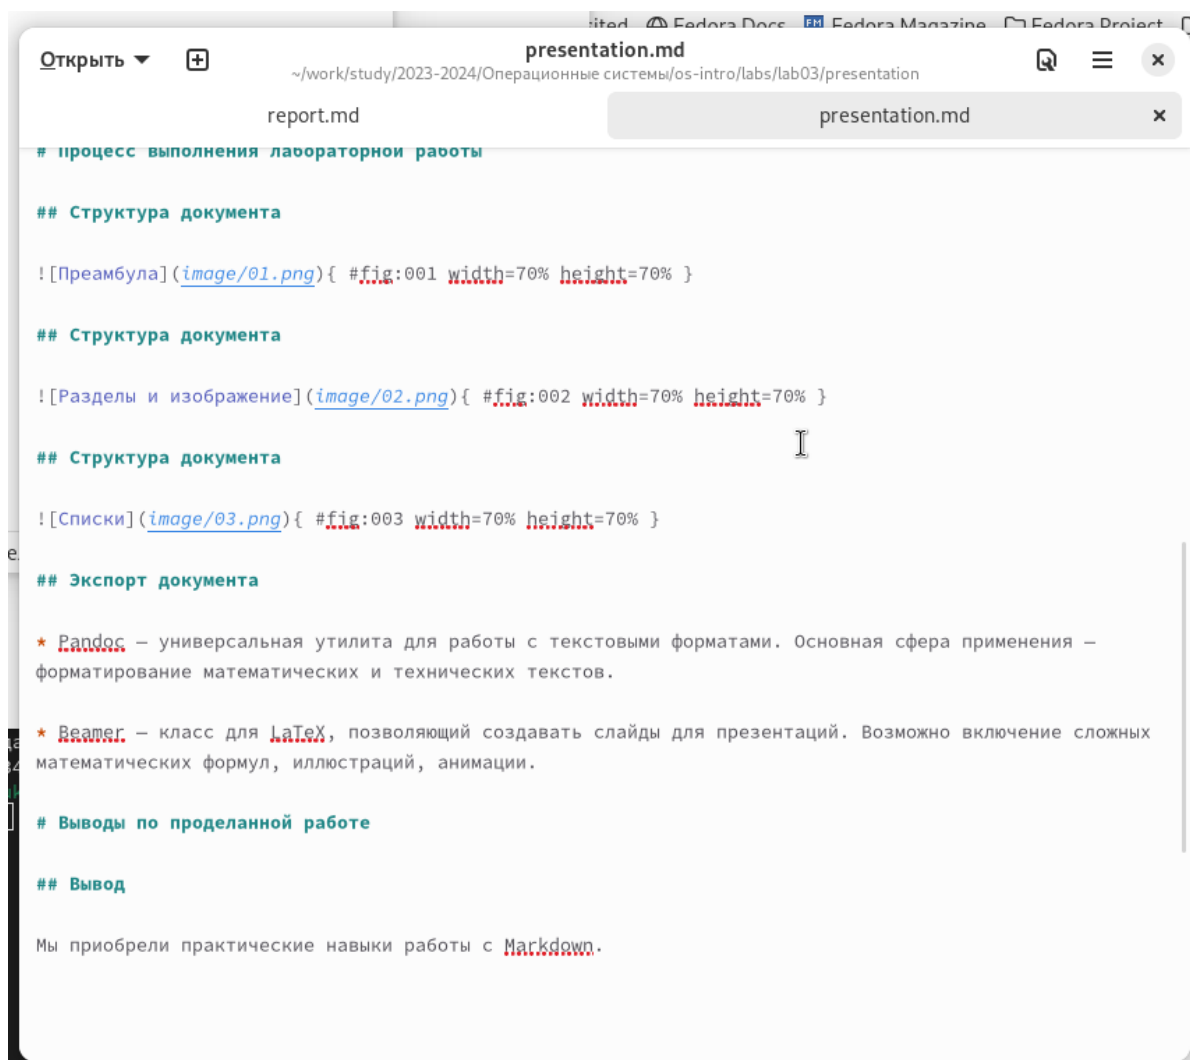 Fedora Docs Fedora Magazine Fedora Project
Открыть
presentation.md
~/work/study/2023-2024/Операционные системы/os-intro/labs/lab03/presentation
report.md
presentation.md
# Процесс выполнения лабораторной работы
## Структура документа
![Преамбула](image/01.png){ #fig:001 width=70% height=70% }
## Структура документа
![Разделы и изображение](image/02.png){ #fig:002 width=70% height=70% }
## Структура документа
![Списки](image/03.png){ #fig:003 width=70% height=70% }
## Экспорт документа
* Pandoc — универсальная утилита для работы с текстовыми форматами. Основная сфера применения —
форматирование математических и технических текстов.
* Beamer — класс для LaTeX, позволяющий создавать слайды для презентаций. Возможно включение сложных
математических формул, иллюстраций, анимации.
# Выводы по проделанной работе
## Вывод
Мы приобрели практические навыки работы с Markdown.